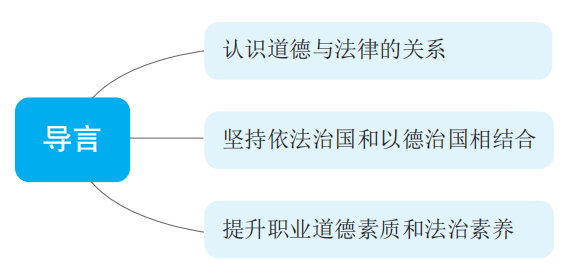 导言
认识道德与法律的关系
坚持依法治国和以德治国相结合
提升职业道德素质和法治素养